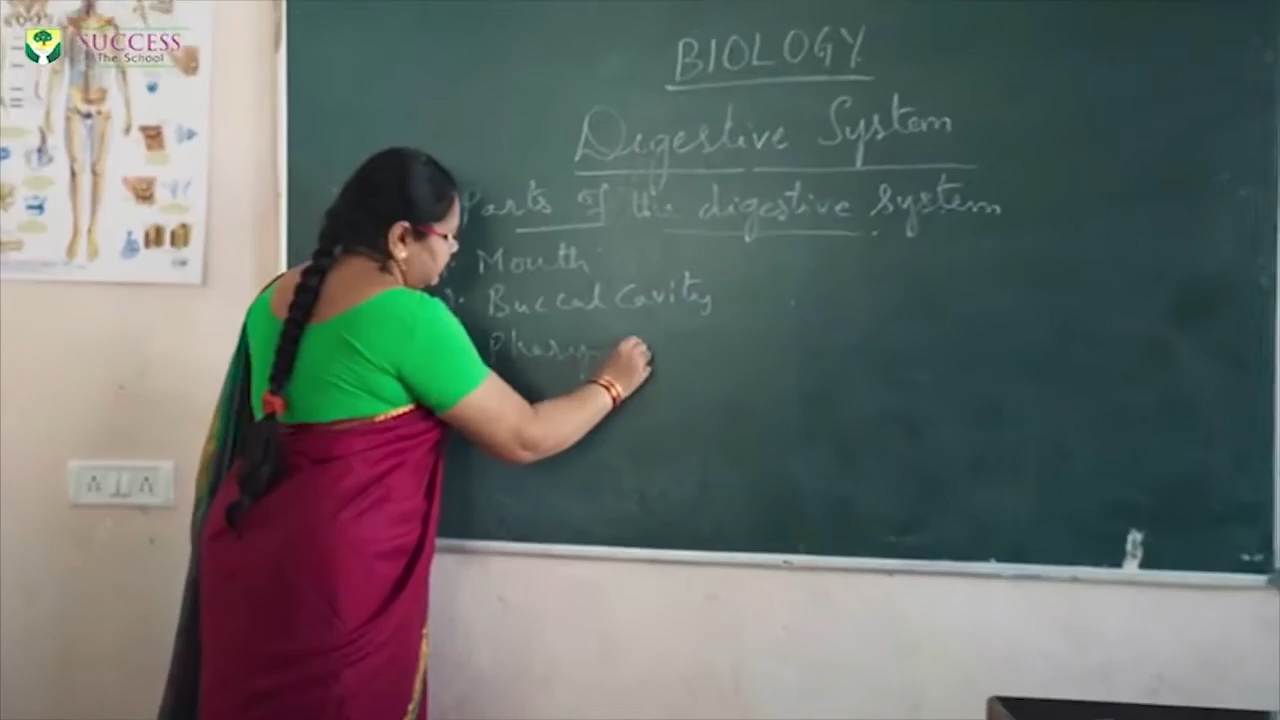 SUCCESS
The School
BIOLOGY
Digestive System
Parts of the digestive System
Mouth
Buccal Cavity
Phary